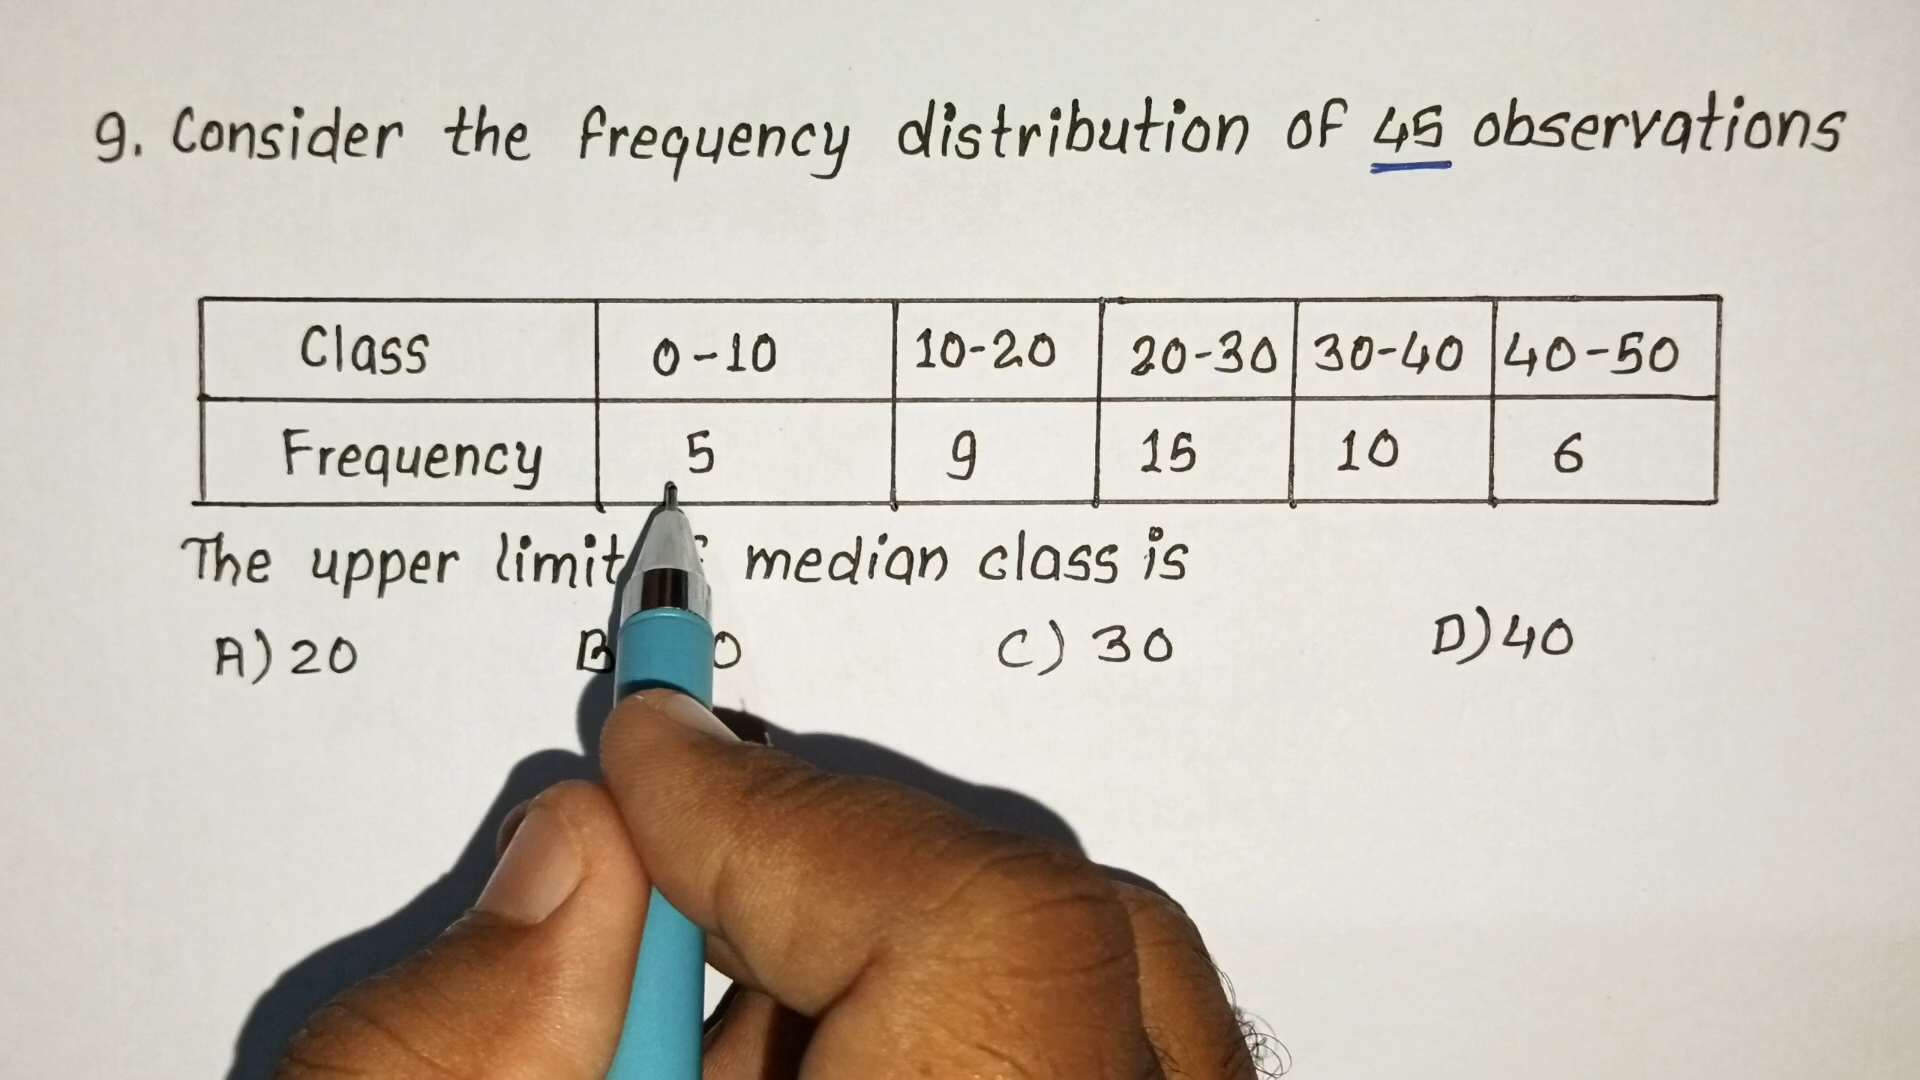 9. Consider the frequency distribution of 45 observations
Class 0-10 10-20 20-30 30-40 40-50
Frequency 5 9 15 10 6
The upper limit median class is
A) 20 C) 30 D) 40